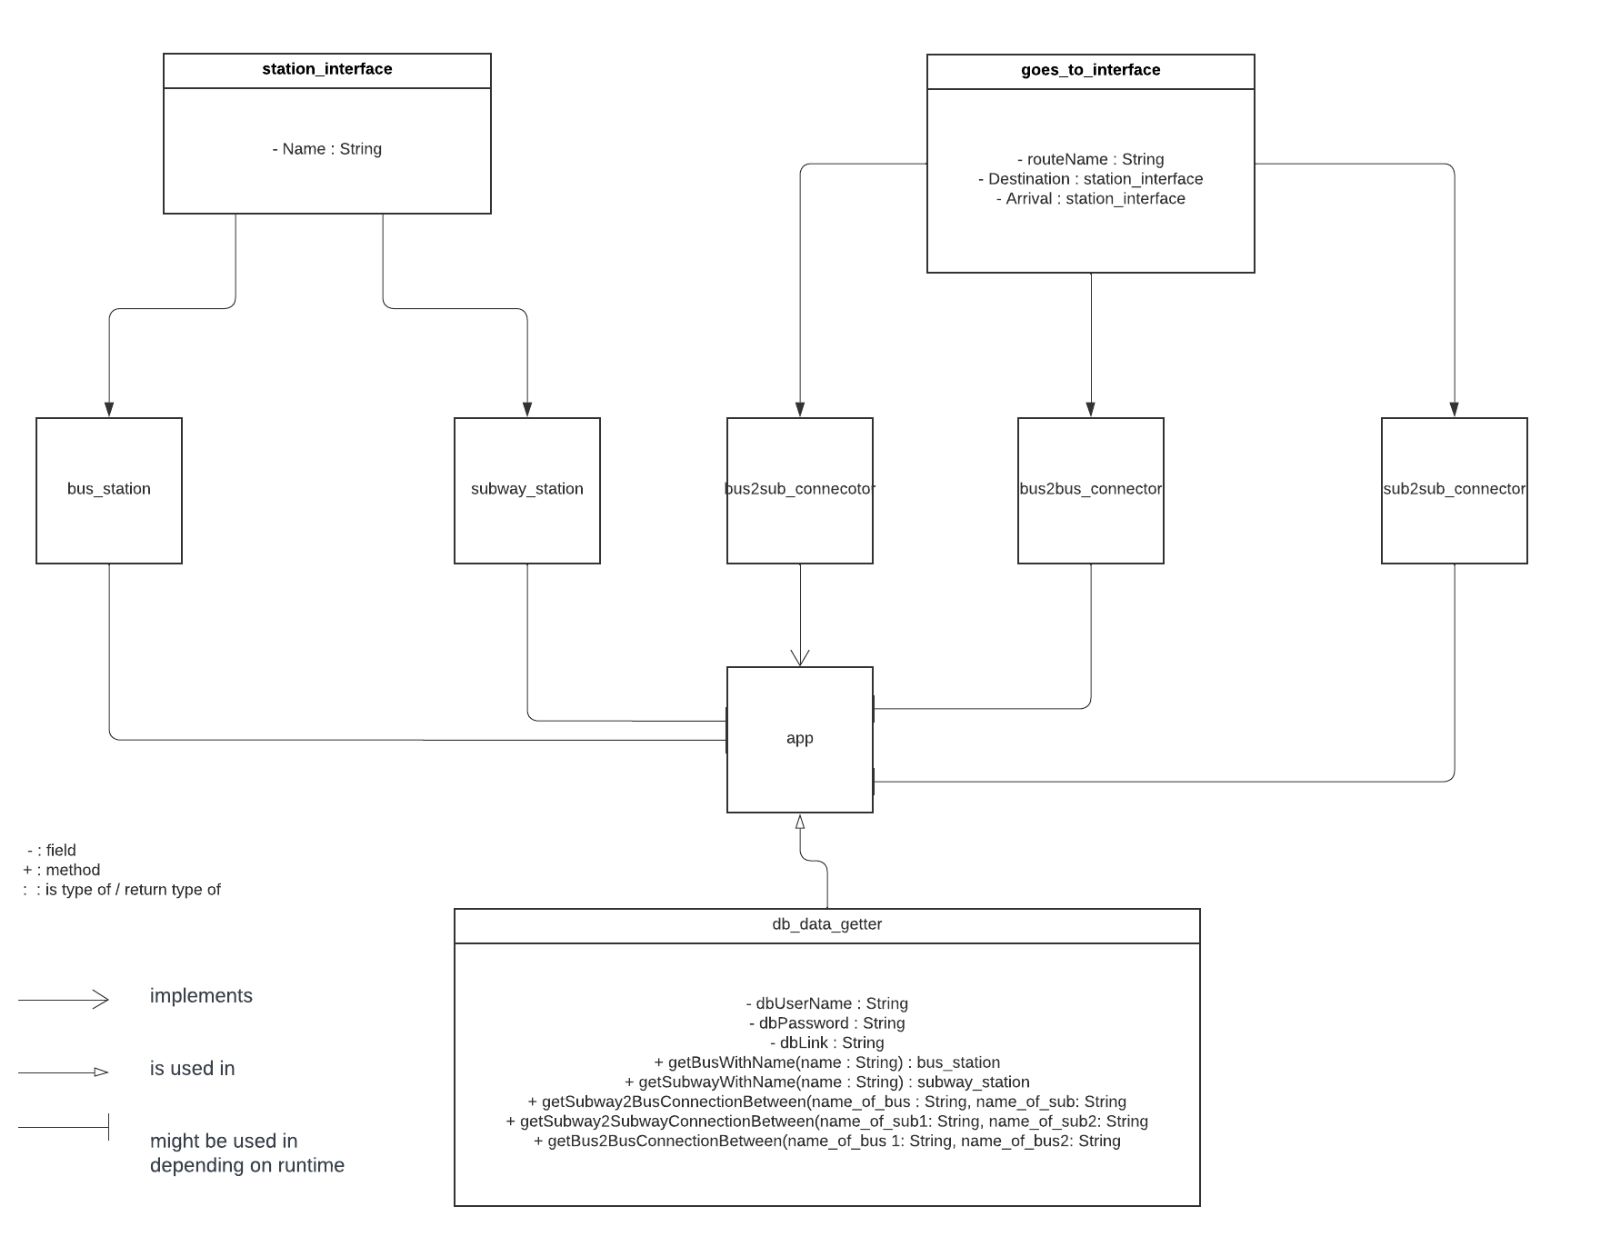 station_interface
- Name : String
goes_to_interface
- routeName : String
- Destination : station_interface
- Arrival : station_interface
bus_station
subway_station
bus2sub_connecotor
bus2bus_connector
sub2sub_connector
app
- : field
+ : method
: : is type of / return type of
implements
is used in
might be used in
depending on runtime
db_data_getter
- dbUserName : String
- dbPassword : String
- dbLink : String
+ getBusWithName(name : String) : bus_station
+ getSubwayWithName(name : String) : subway_station
+ getSubway2BusConnectionBetween(name_of_bus : String, name_of_sub: String
+ getSubway2SubwayConnectionBetween(name_of_sub1: String, name_of_sub2: String
+ getBus2BusConnectionBetween(name_of_bus 1: String, name_of_bus2: String